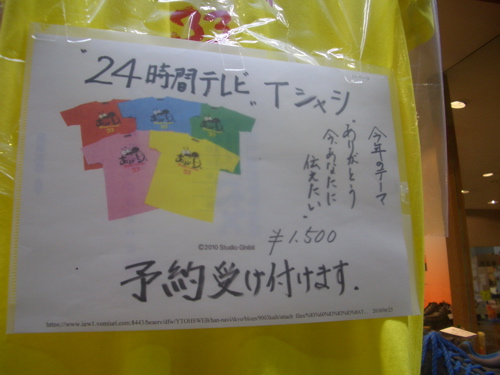 "24時間テレビ" Tシャツ
今年のテーマ
"ありがとう
今、あなたに
伝えたい"
©2010 Studio Ghibli
¥1.500
予約受け付けます.